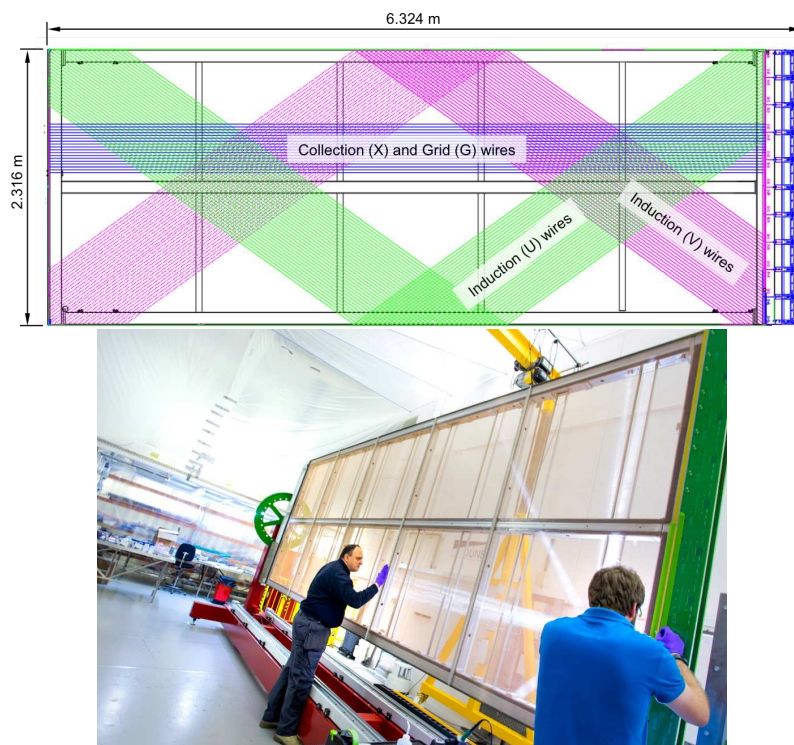 6.324 m
2.316 m
Collection (X) and Grid (G) wires
Induction (U) wires
Induction (V) wires